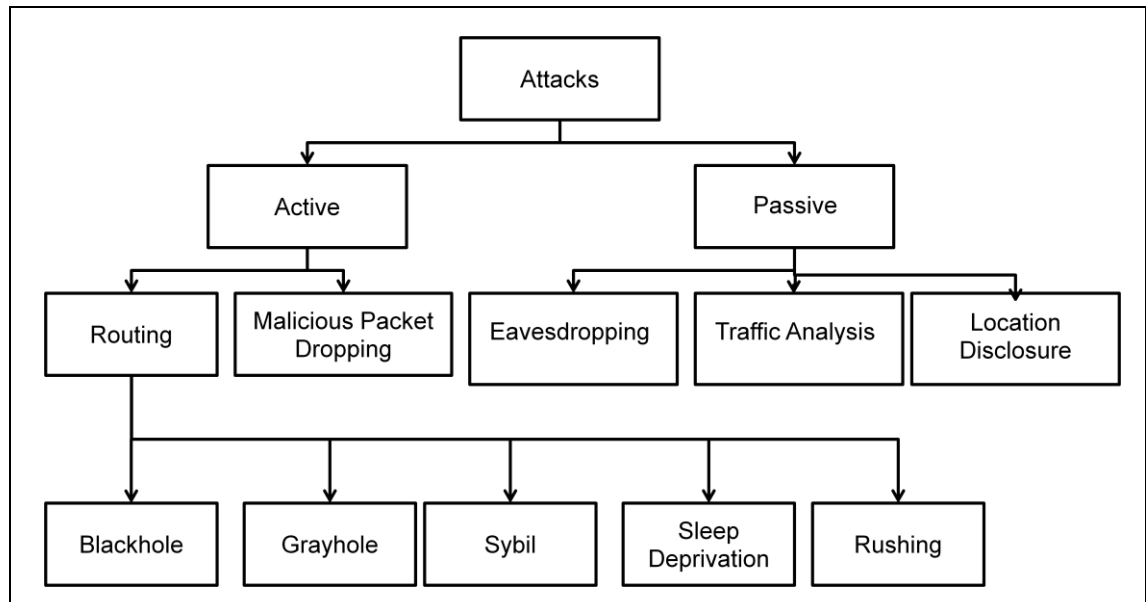 Attacks
Active
Passive
Routing
Malicious Packet
Dropping
Eavesdropping
Traffic Analysis
Location
Disclosure
Blackhole
Grayhole
Sybil
Sleep
Deprivation
Rushing